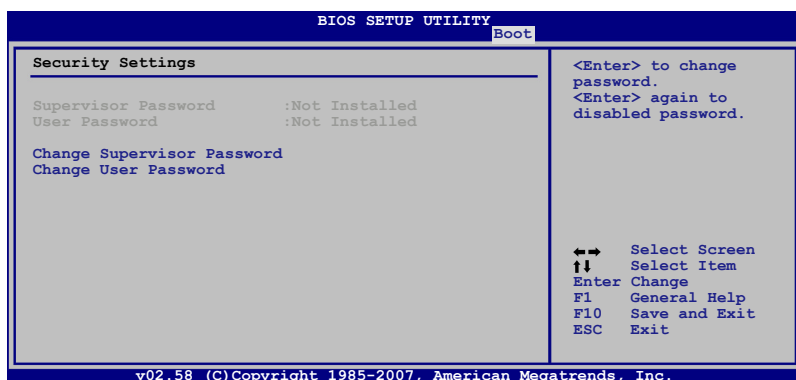 BIOS SETUP UTILITY
Boot
Security Settings
Supervisor Password :Not Installed
User Password :Not Installed
Change Supervisor Password
Change User Password
<Enter> to change
password.
<Enter> again to
disabled password.
←→ Select Screen
↑↓ Select Item
Enter Change
F1 General Help
F10 Save and Exit
ESC Exit
v02.58 (C)Copyright 1985-2007, American Megatrends, Inc.